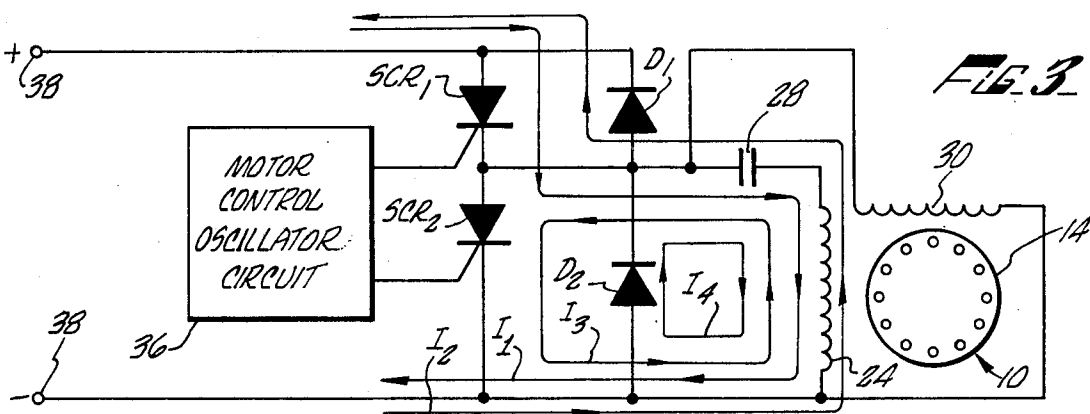 +
38
SCR1
D1
28
FIG. 3
30
14
MOTOR
CONTROL
OSCILLATOR
CIRCUIT
SCR2
D2
I3
I4
36
38
I1
I2
24
10
−